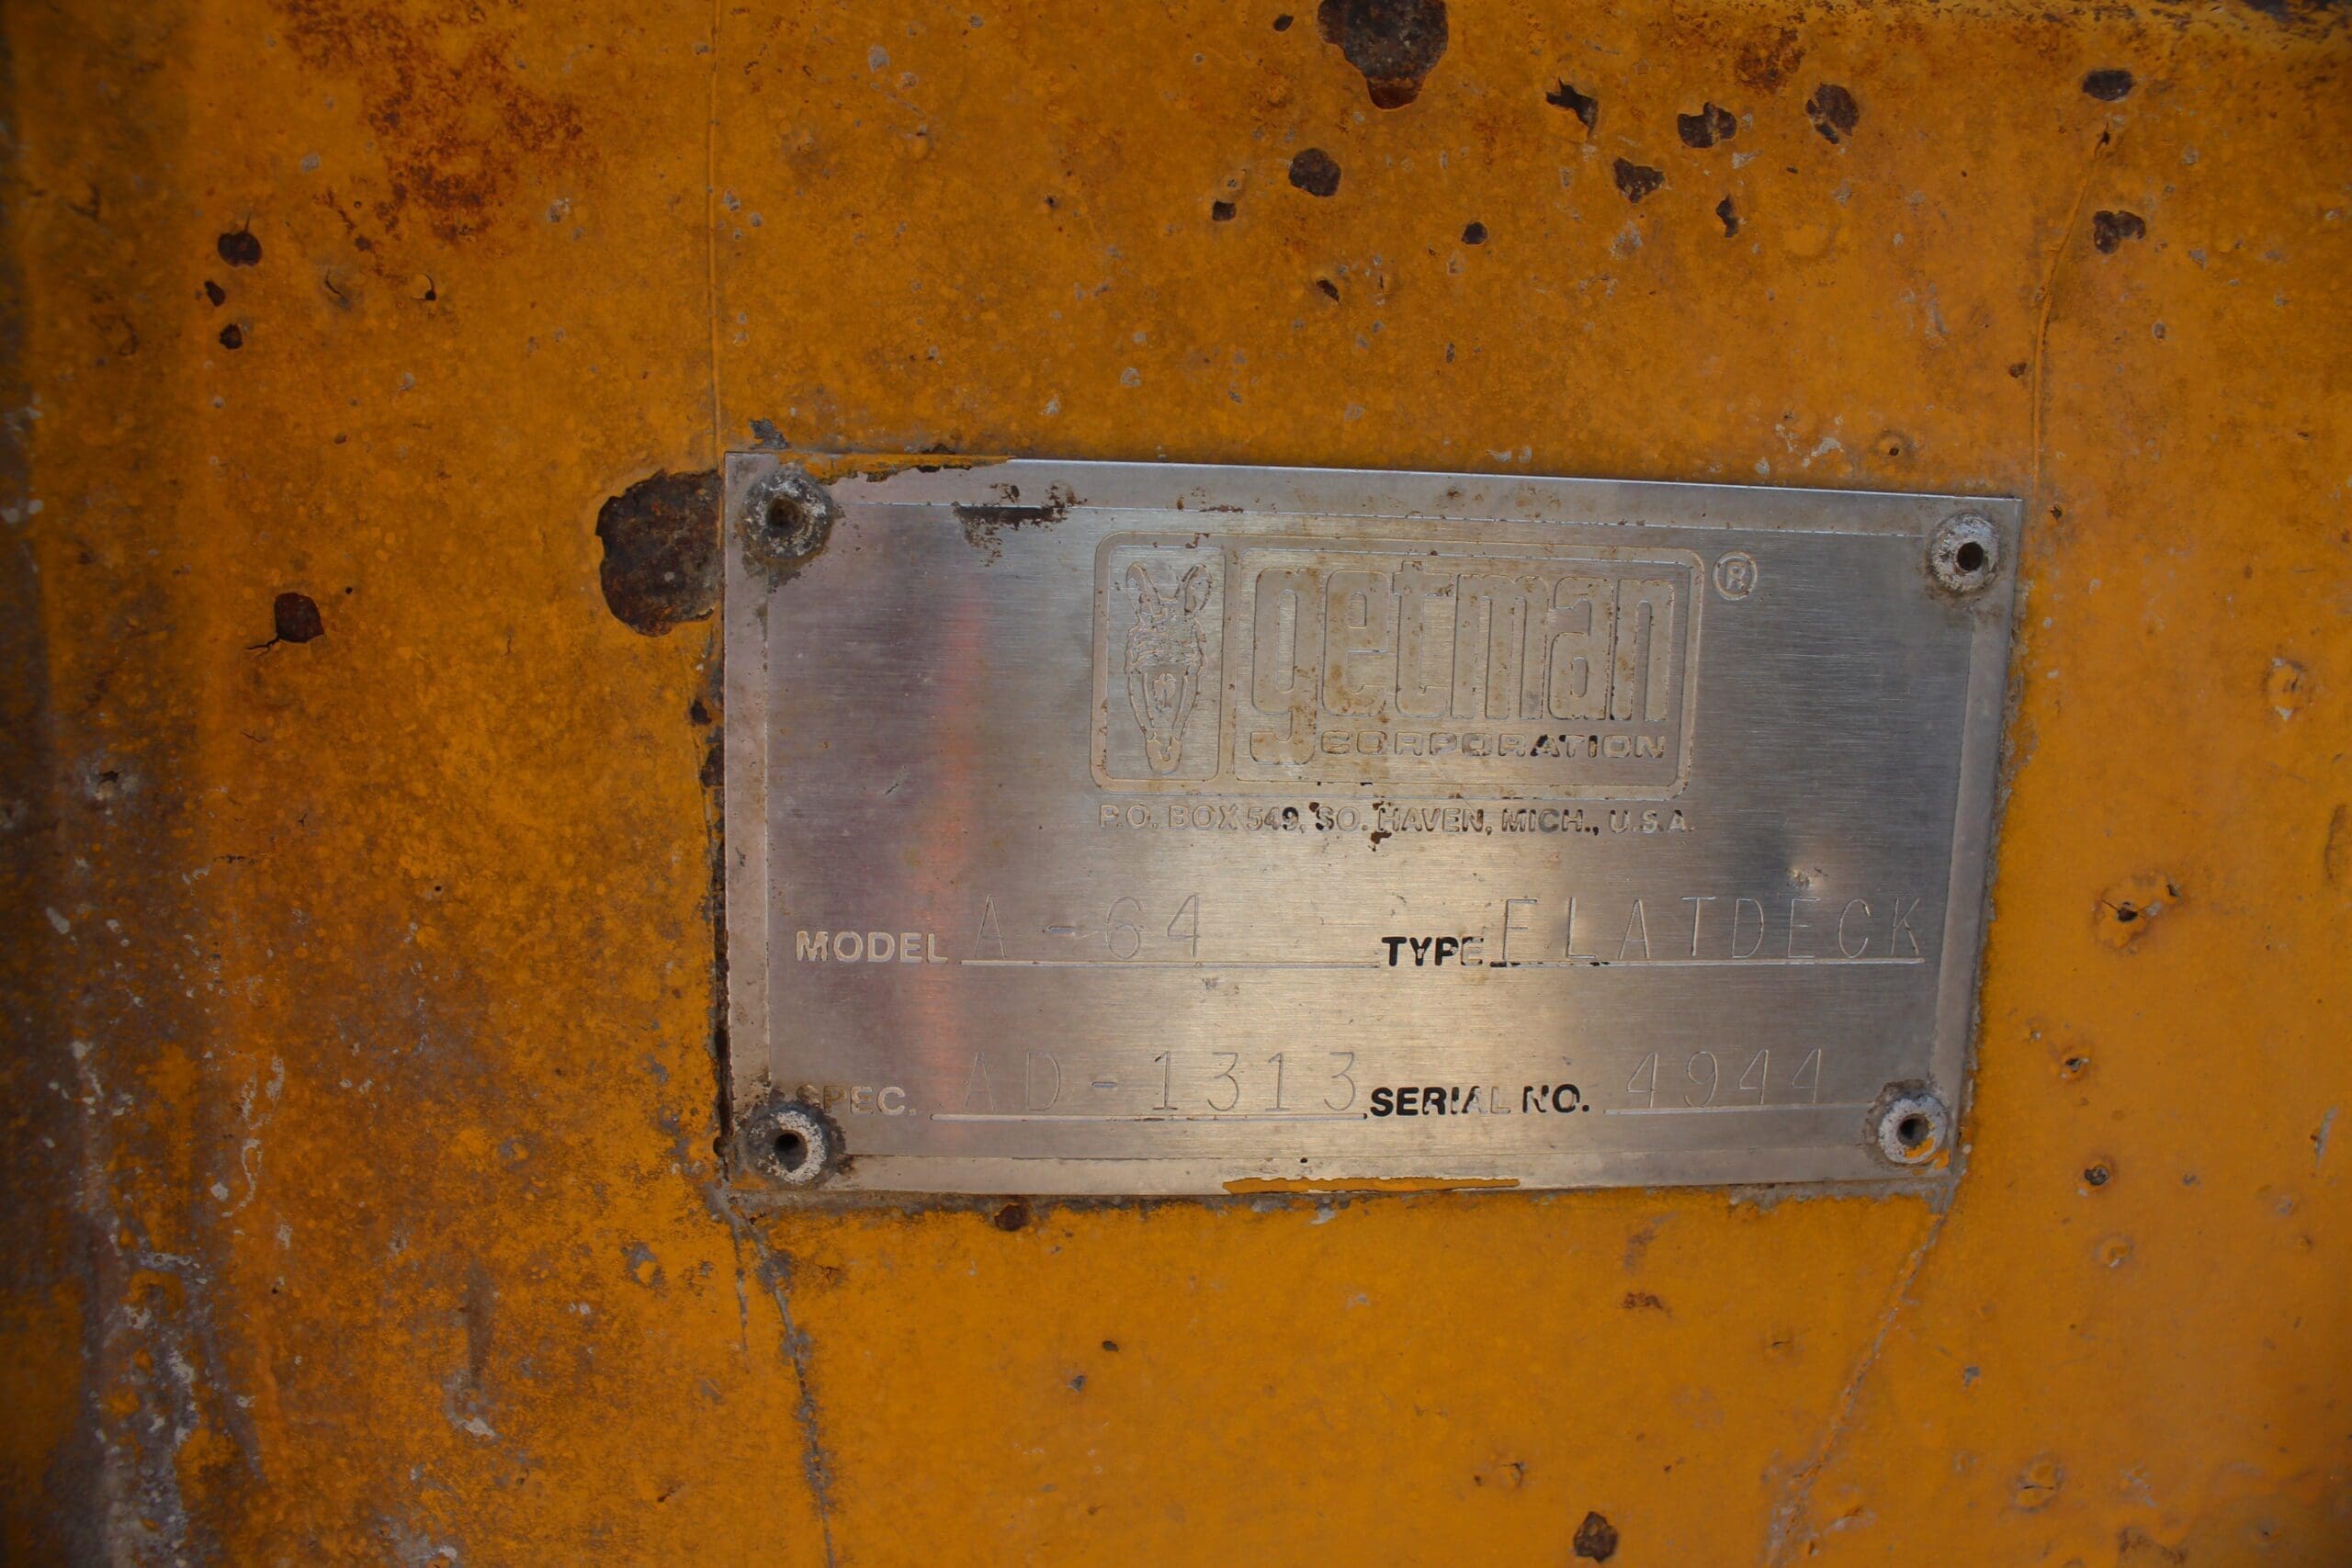 getman ®
CORPORATION
P.O. BOX 549, SO. HAVEN, MICH., U.S.A.
MODEL A-64 TYPE FLATDECK
SPEC. AD-1313 SERIAL NO. 4944